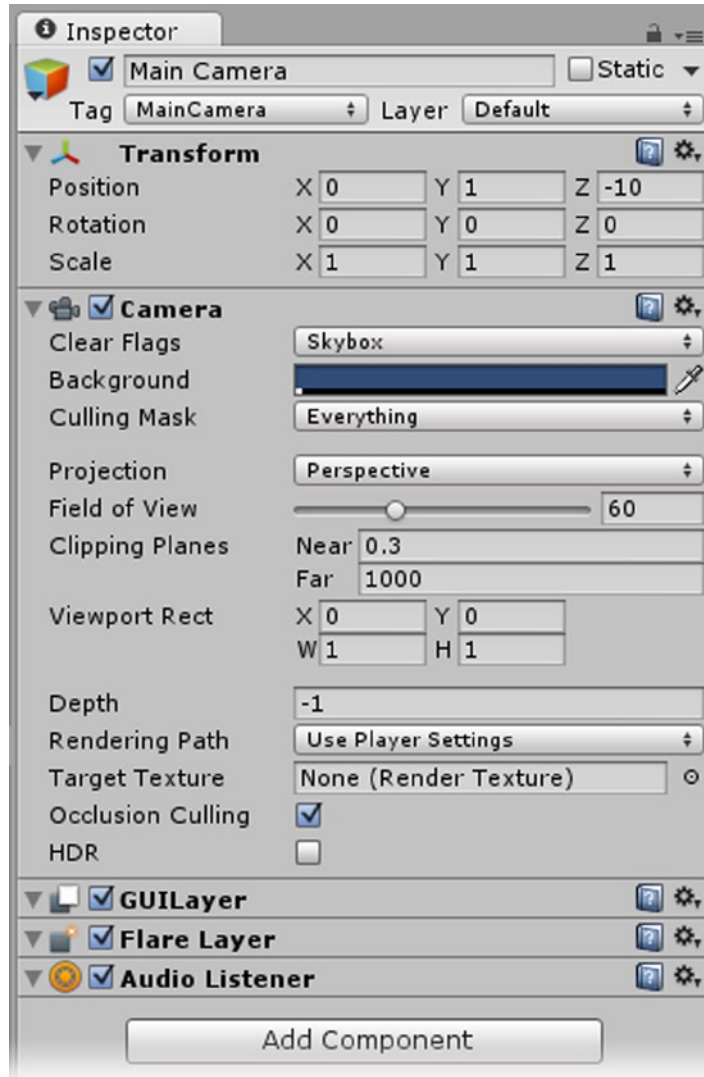 Inspector
Main Camera Static
Tag MainCamera Layer Default
Transform
Position X 0 Y 1 Z -10
Rotation X 0 Y 0 Z 0
Scale X 1 Y 1 Z 1
Camera
Clear Flags Skybox
Background
Culling Mask Everything
Projection Perspective
Field of View 60
Clipping Planes Near 0.3
Far 1000
Viewport Rect X 0 Y 0
W 1 H 1
Depth -1
Rendering Path Use Player Settings
Target Texture None (Render Texture)
Occlusion Culling
HDR
GUILayer
Flare Layer
Audio Listener
Add Component